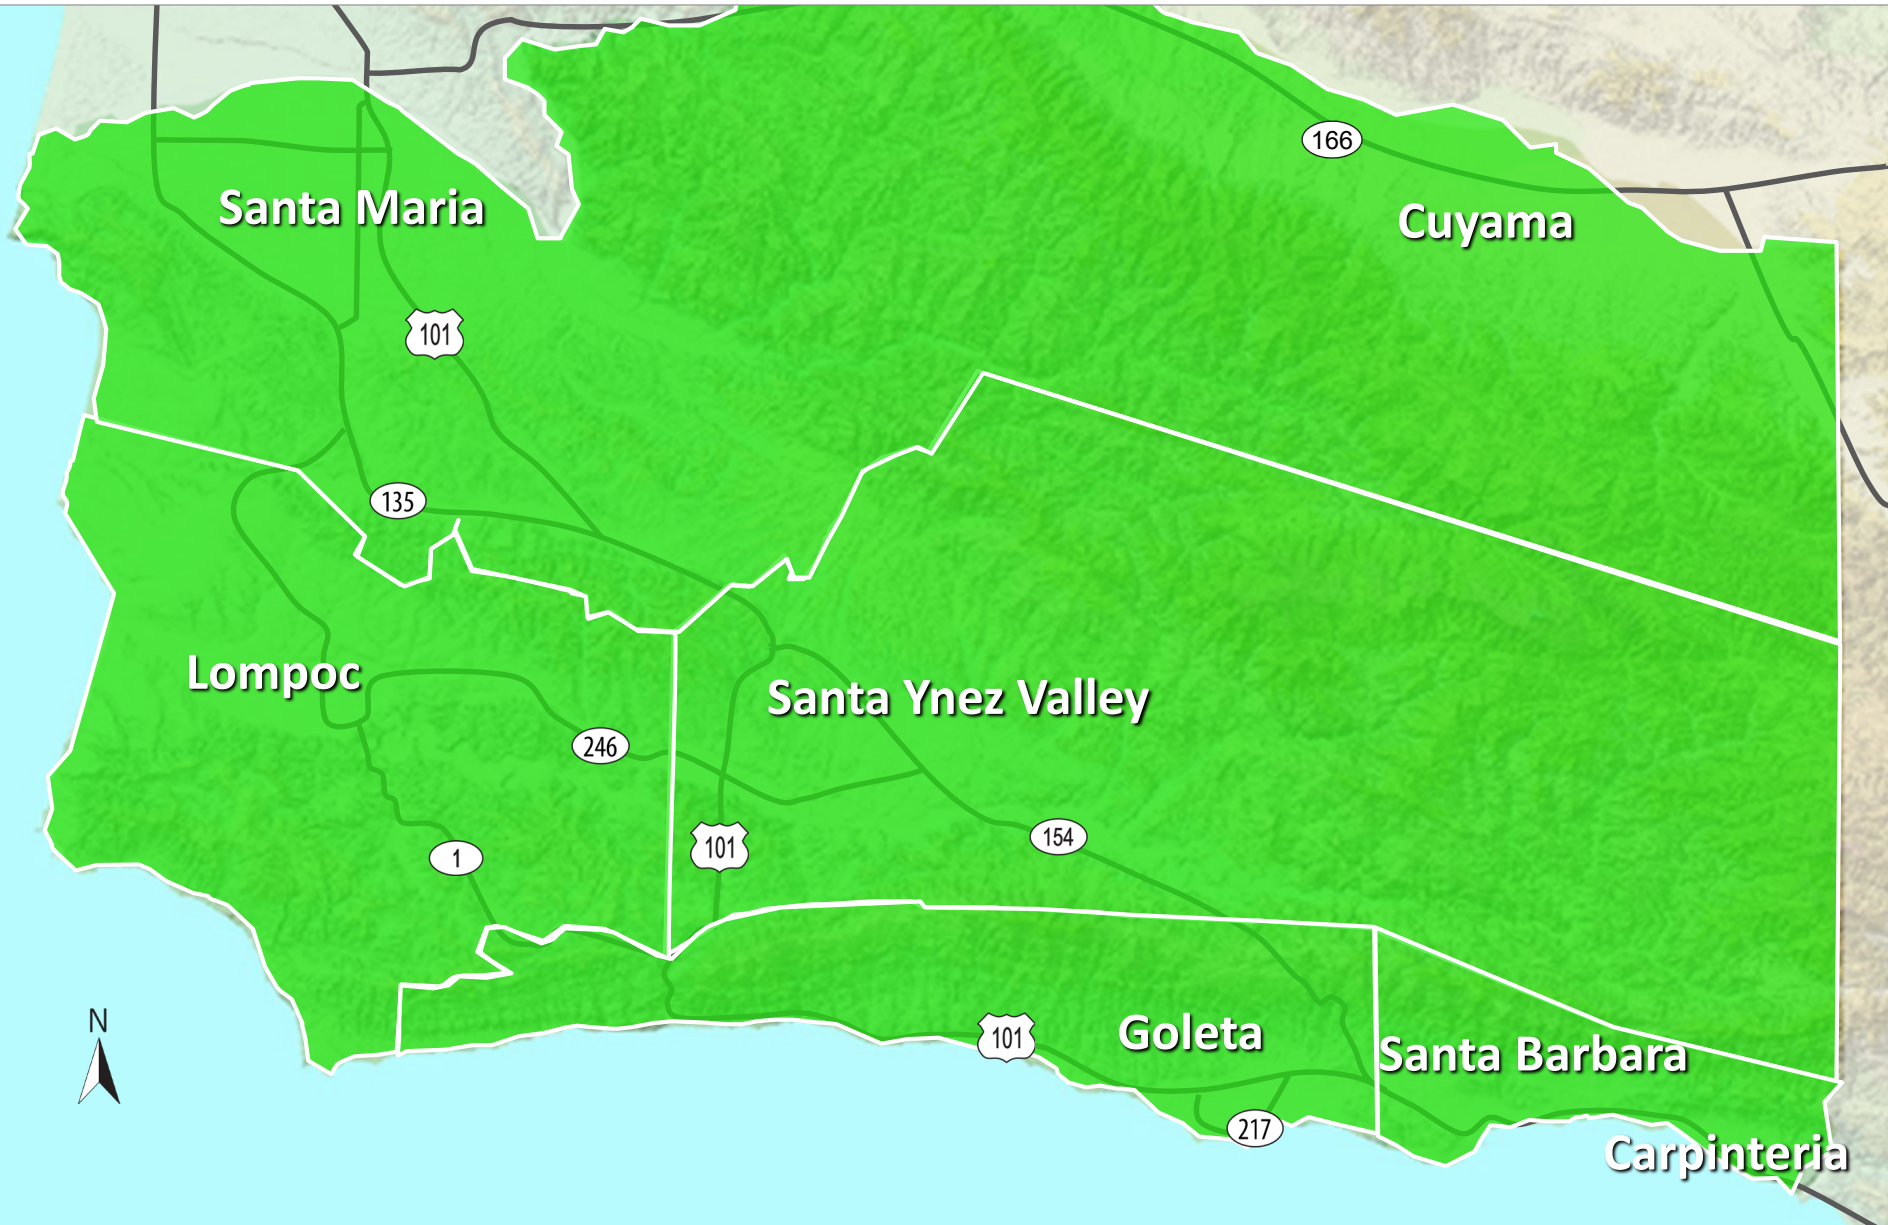 166
Santa Maria
Cuyama
101
135
Lompoc
Santa Ynez Valley
246
101
154
1
N
101
Goleta
Santa Barbara
217
Carpinteria